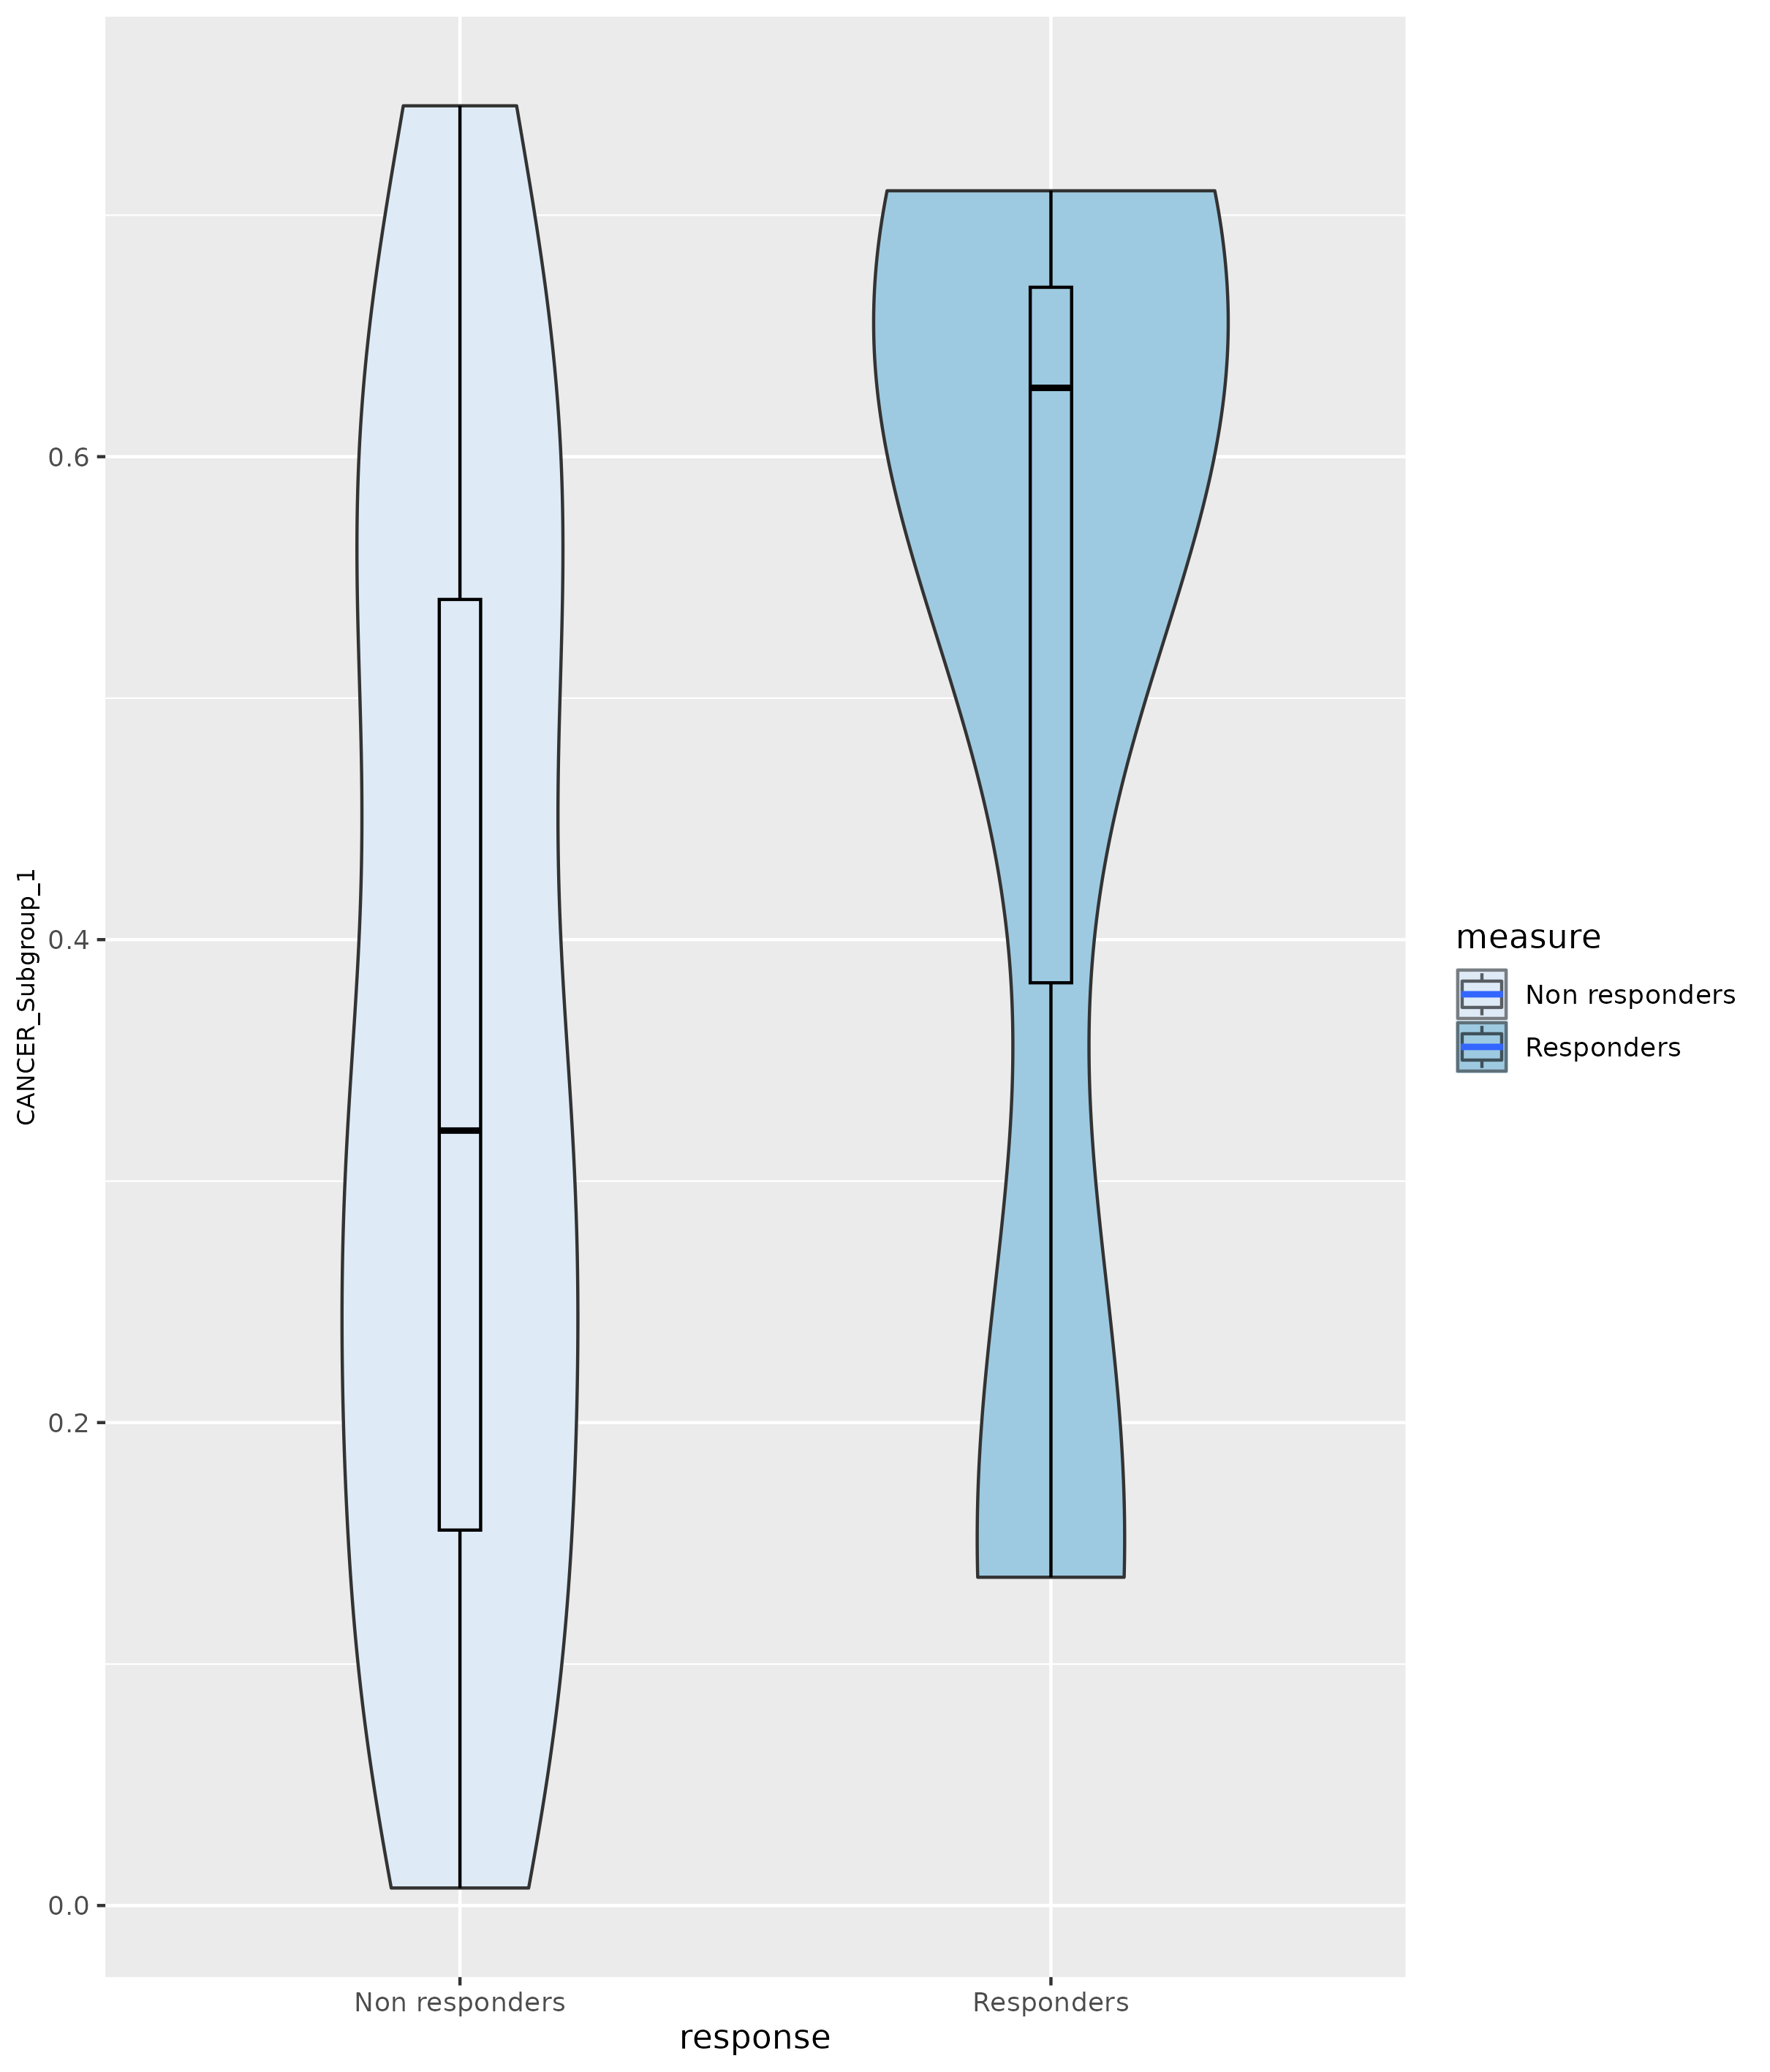 CANCER_Subgroup_1
0.6
0.4
0.2
0.0
Non responders
Responders
response
measure
Non responders
Responders